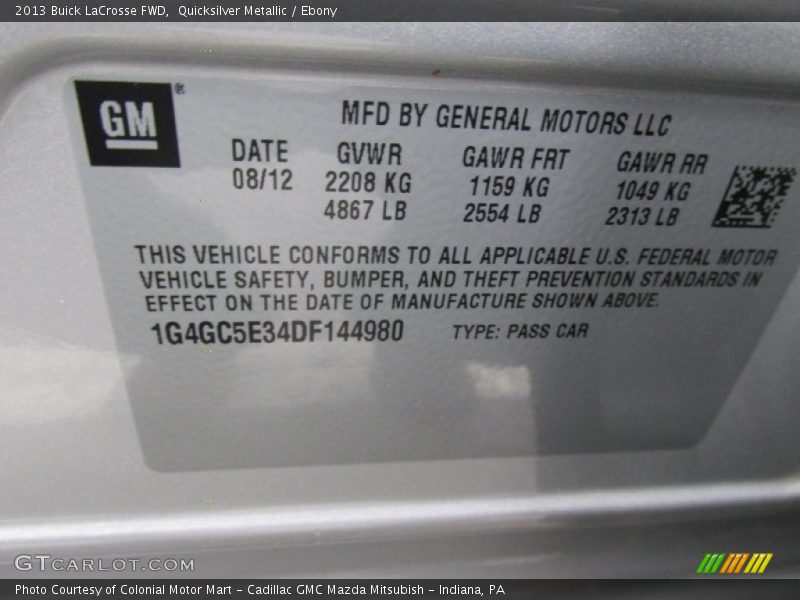 2013 Buick LaCrosse FWD, Quicksilver Metallic / Ebony
GM ®
MFD BY GENERAL MOTORS LLC
DATE GVWR GAWR FRT GAWR RR
08/12 2208 KG 1159 KG 1049 KG
4867 LB 2554 LB 2313 LB
THIS VEHICLE CONFORMS TO ALL APPLICABLE U.S. FEDERAL MOTOR
VEHICLE SAFETY, BUMPER, AND THEFT PREVENTION STANDARDS IN
EFFECT ON THE DATE OF MANUFACTURE SHOWN ABOVE.
1G4GC5E34DF144980 TYPE: PASS CAR
GTCARLOT.COM
Photo Courtesy of Colonial Motor Mart - Cadillac GMC Mazda Mitsubish - Indiana, PA